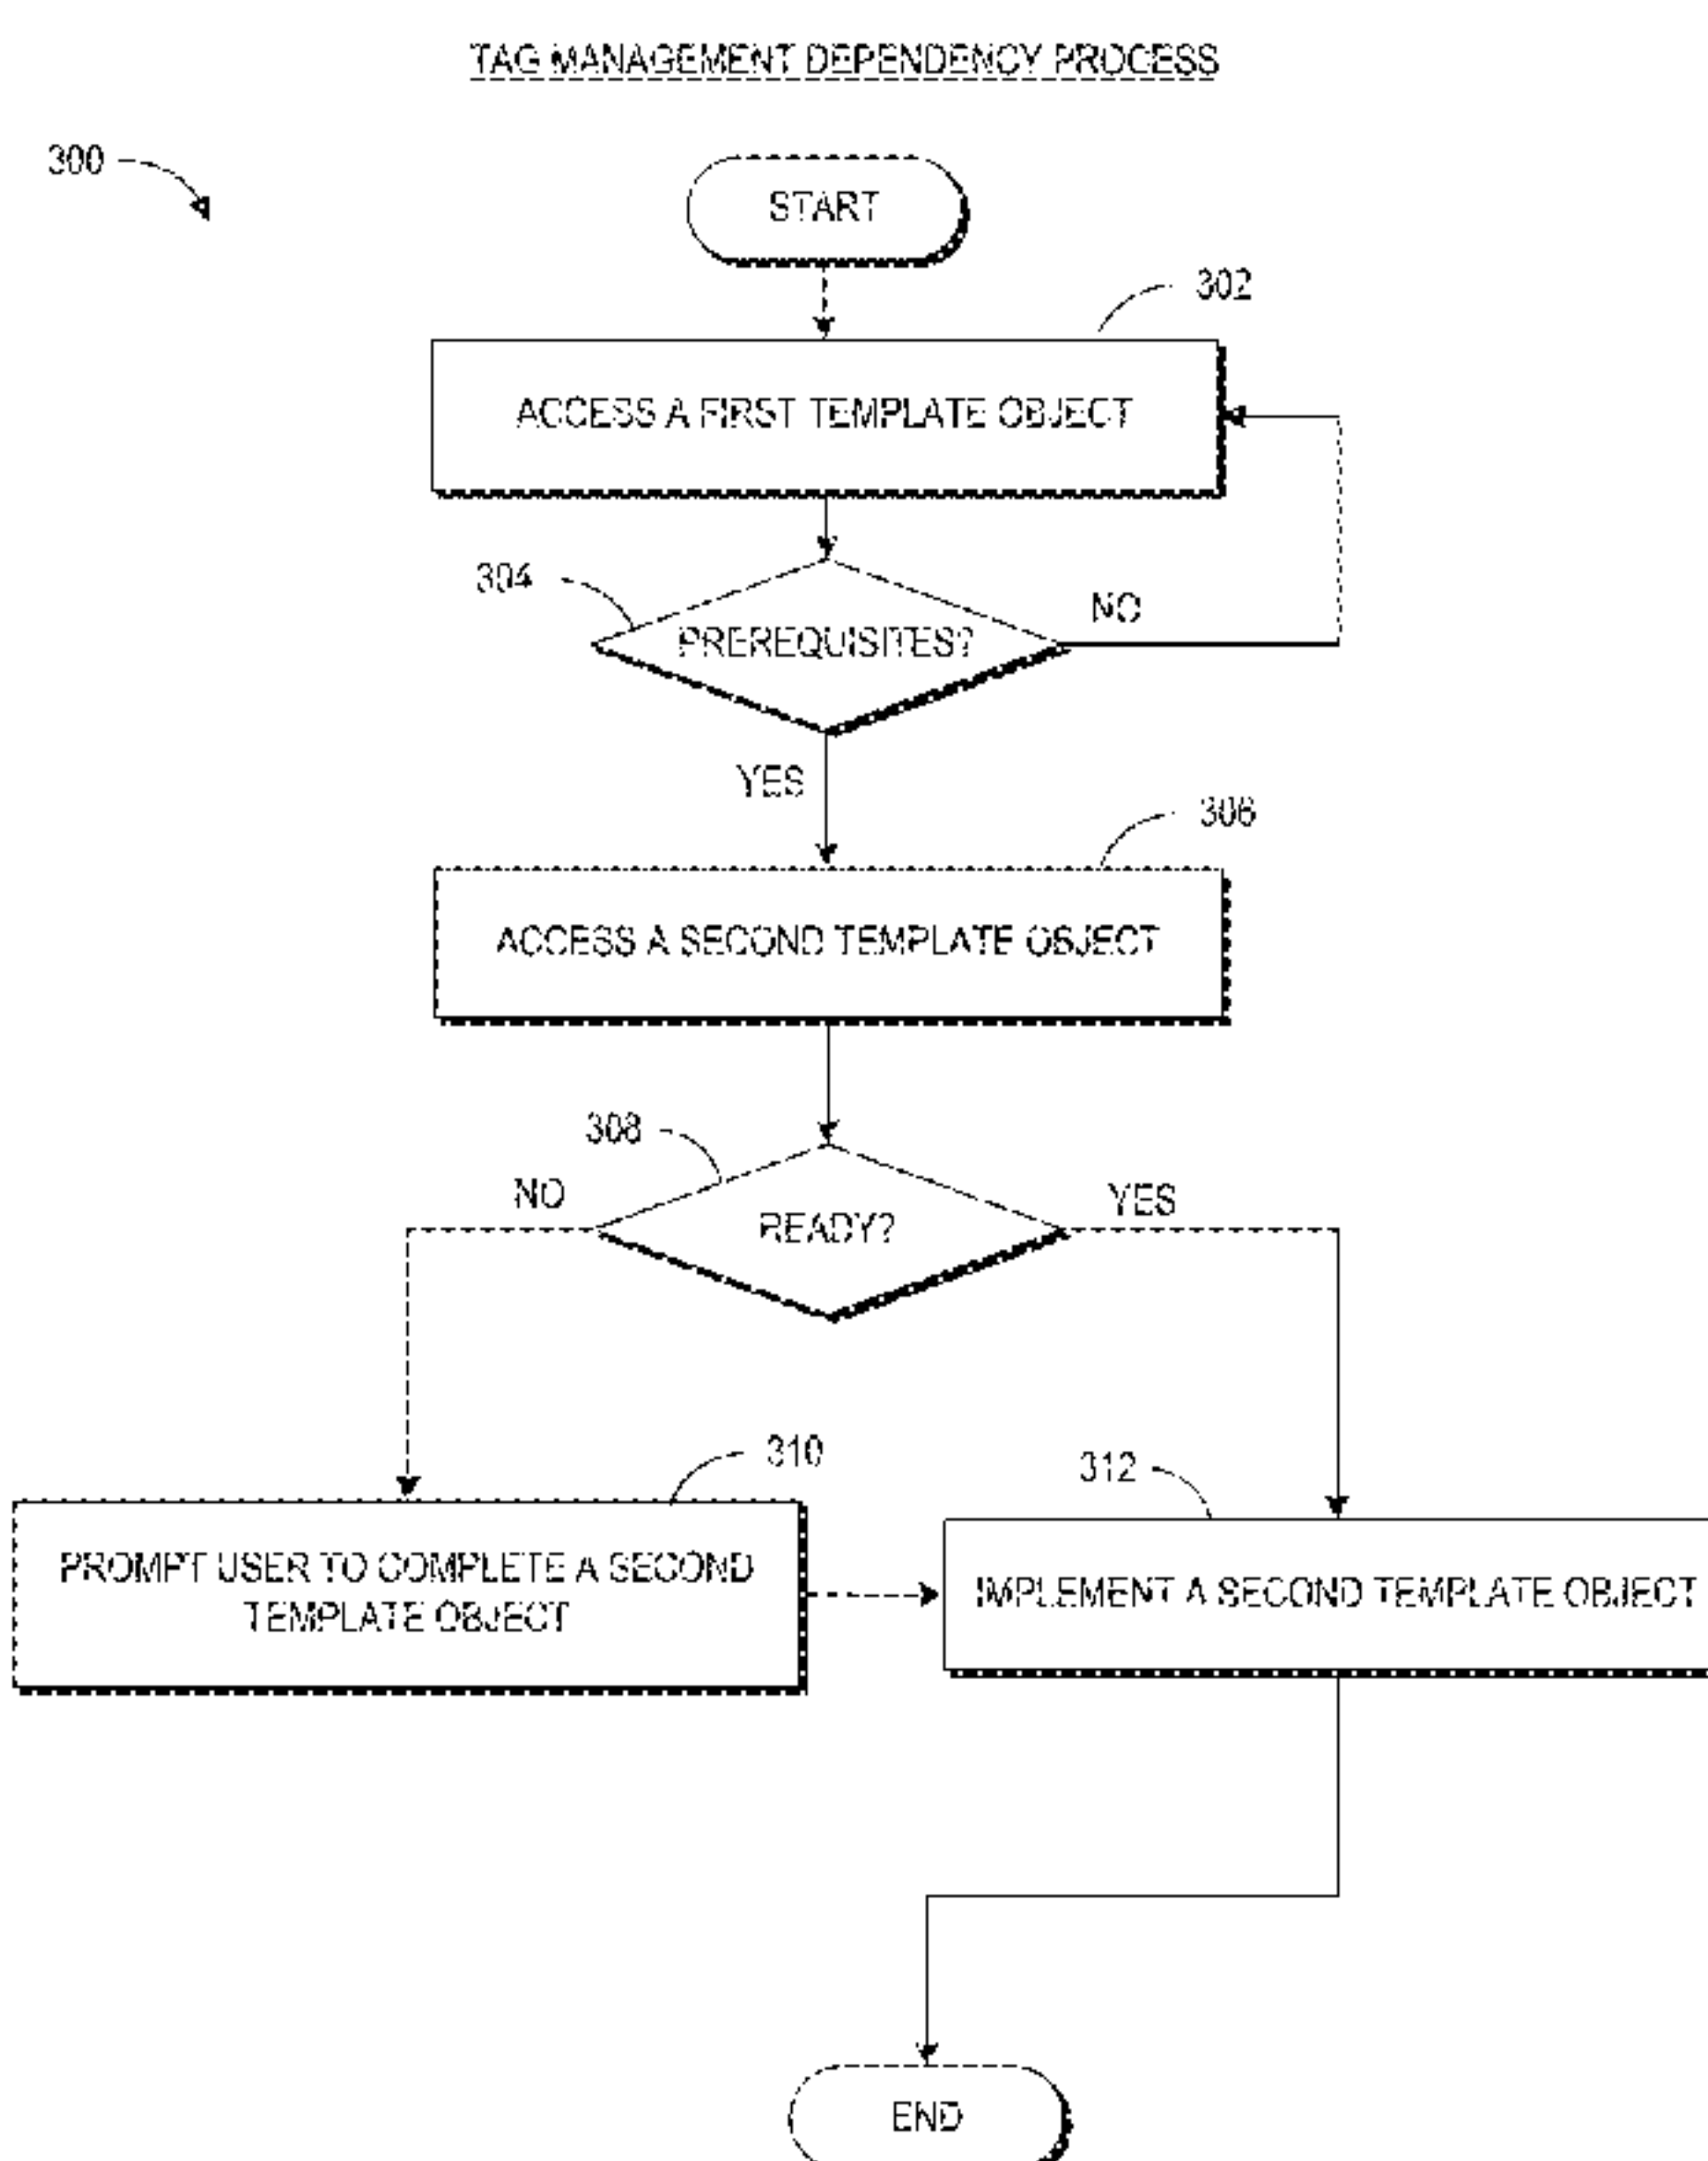 TAG MANAGEMENT DEPENDENCY PROCESS
300
START
302
ACCESS A FIRST TEMPLATE OBJECT
304
PREREQUISITES?
NO
YES
306
ACCESS A SECOND TEMPLATE OBJECT
308
NO
READY?
YES
310
312
PROMPT USER TO COMPLETE A SECOND
TEMPLATE OBJECT
IMPLEMENT A SECOND TEMPLATE OBJECT
END